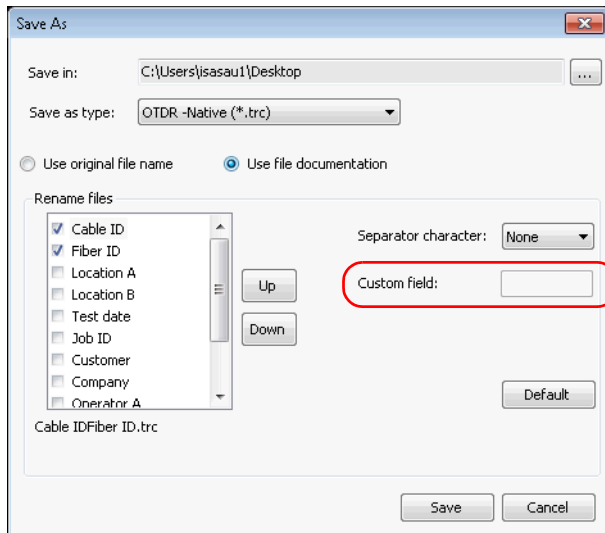 Save As
Save in: C:\Users\isasau1\Desktop ...
Save as type: OTDR -Native (*.trc)
Use original file name Use file documentation
Rename files
Cable ID
Fiber ID
Location A
Location B
Test date
Job ID
Customer
Company
Operator A
Up
Down
Separator character: None
Custom field:
Default
Cable IDFiber ID.trc
Save Cancel